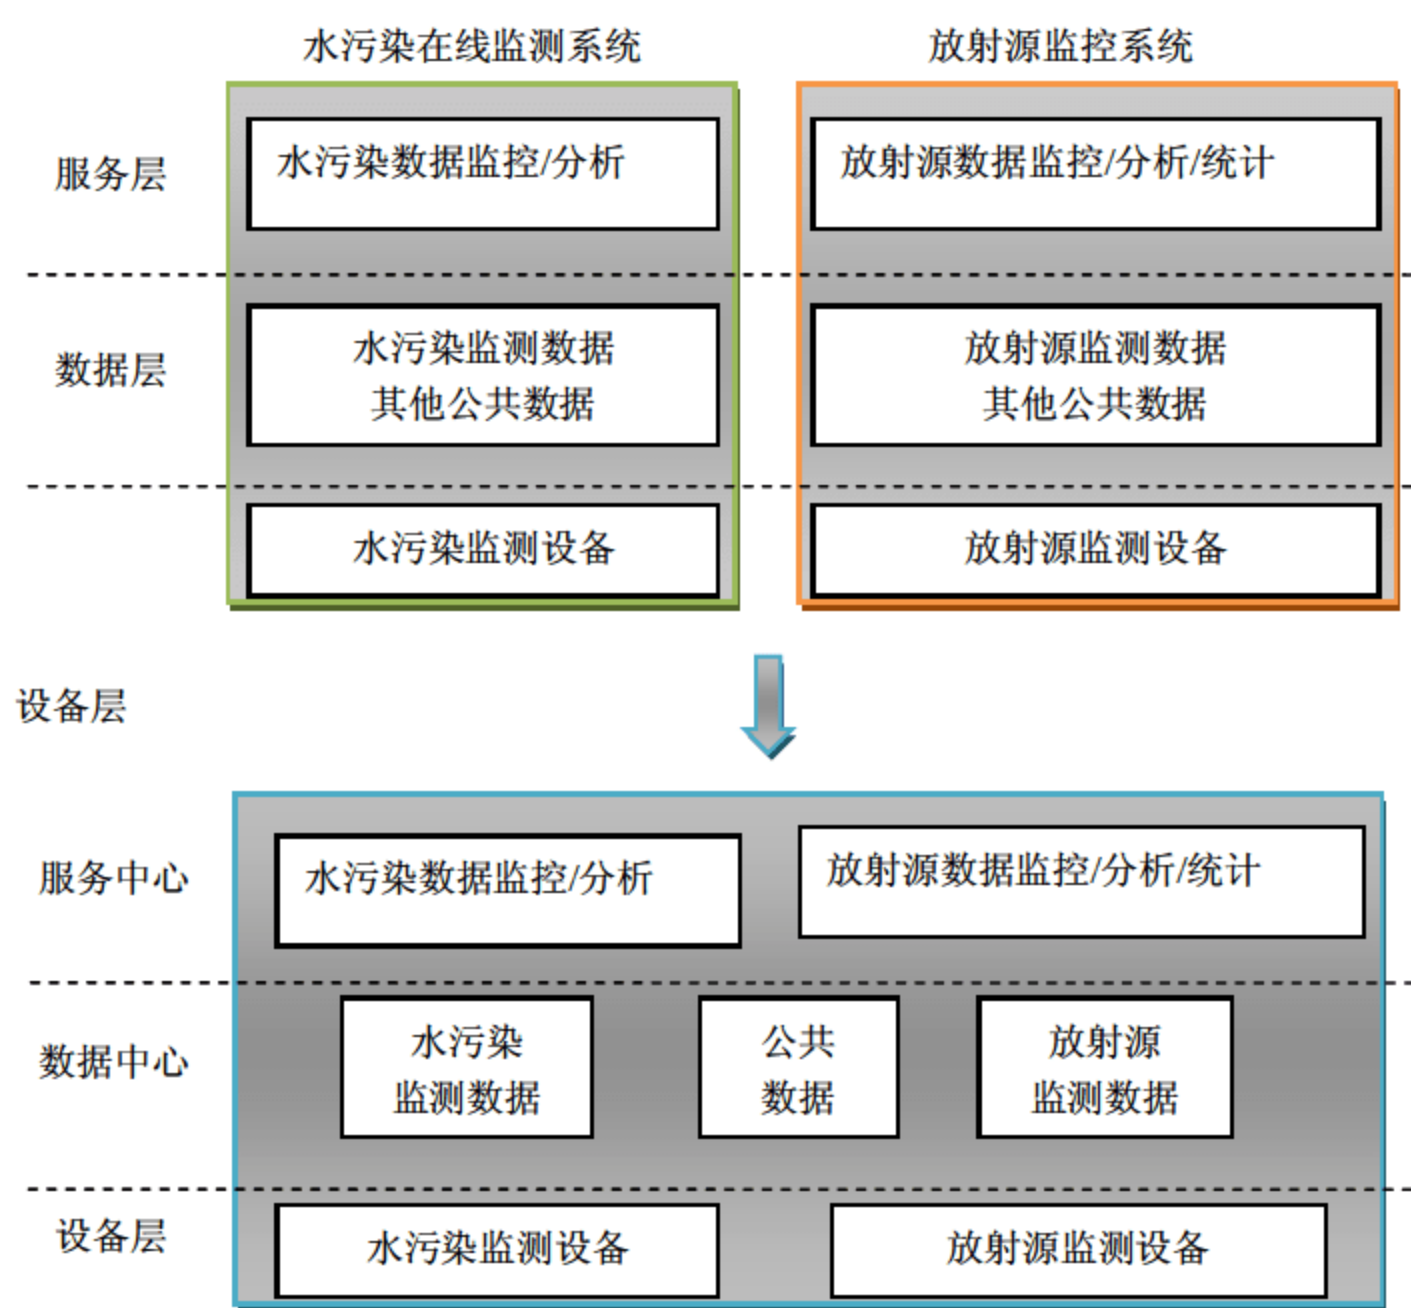 水污染在线监测系统
放射源监控系统
服务层
水污染数据监控/分析
放射源数据监控/分析/统计
数据层
水污染监测数据
其他公共数据
放射源监测数据
其他公共数据
水污染监测设备
放射源监测设备
设备层
服务中心
水污染数据监控/分析
放射源数据监控/分析/统计
数据中心
水污染
监测数据
公共
数据
放射源
监测数据
设备层
水污染监测设备
放射源监测设备